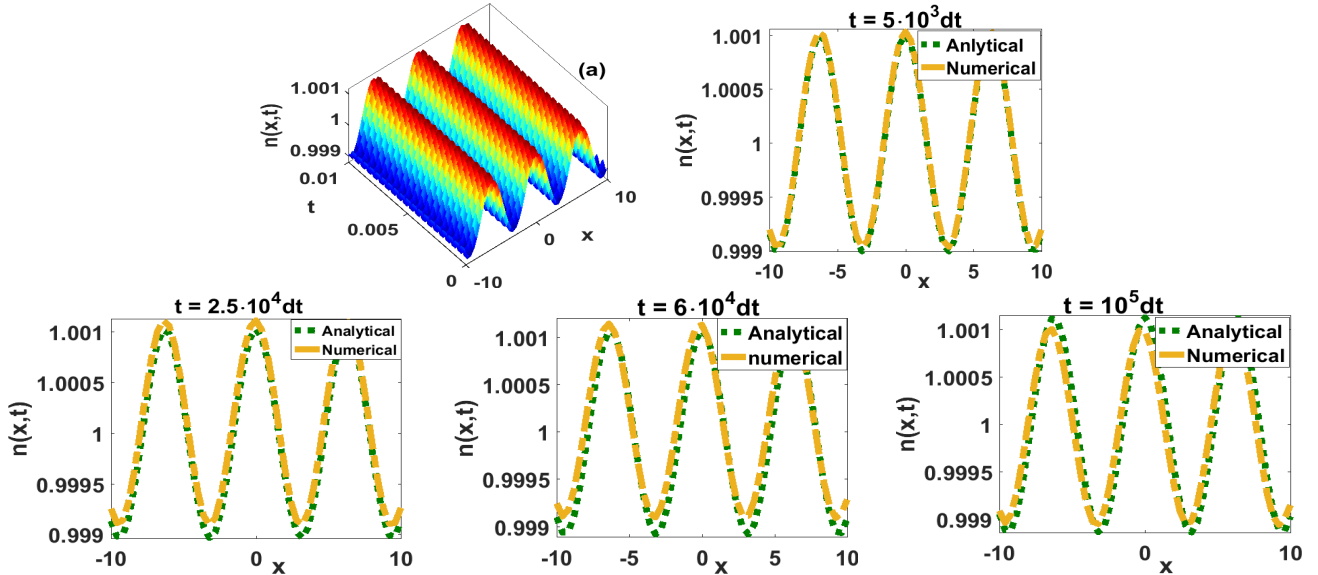 (a)
n(x,t)
1.001
1
0.999
0.01
0.005
0
t
-10
0
10
x
t = 5·10³dt
n(x,t)
1.001
1.0005
1
0.9995
0.999
-10 -5 0 5 10
x
Anlytical
Numerical
t = 2.5·10⁴dt
n(x,t)
1.001
1.0005
1
0.9995
0.999
-10 0 10
x
Analytical
Numerical
t = 6·10⁴dt
n(x,t)
1.001
1.0005
1
0.9995
0.999
-10 -5 0 5 10
x
Analytical
numerical
t = 10⁵dt
n(x,t)
1.001
1.0005
1
0.9995
0.999
-10 0 10
x
Analytical
Numerical